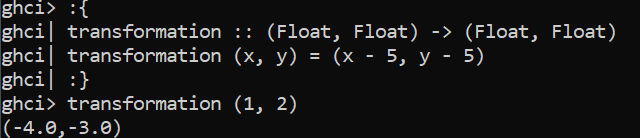 ghci> :{
ghci| transformation :: (Float, Float) -> (Float, Float)
ghci| transformation (x, y) = (x - 5, y - 5)
ghci| :}
ghci> transformation (1, 2)
(-4.0,-3.0)